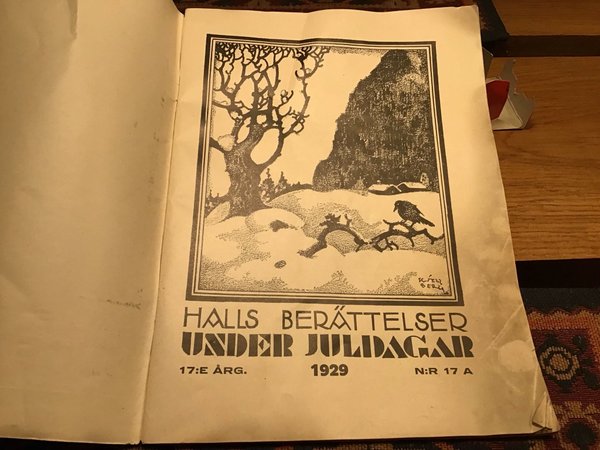 HALLS BERÄTTELSER
UNDER JULDAGAR
17:E ÅRG. 1929 N:R 17 A